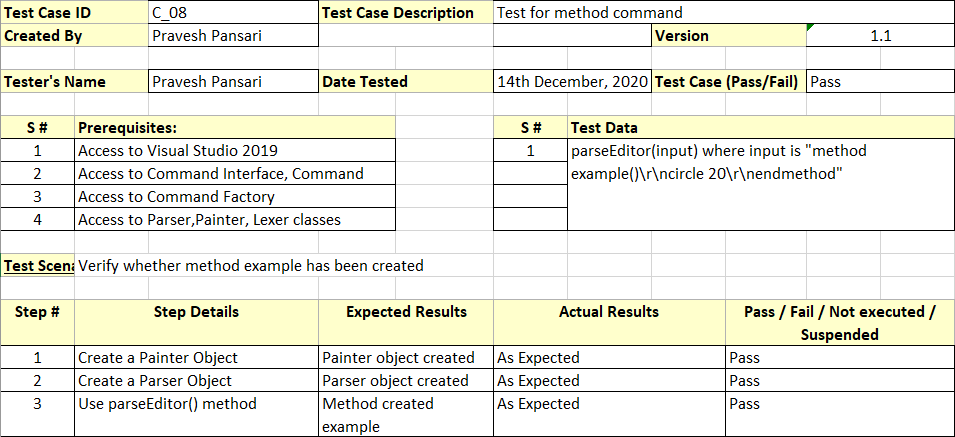 Test Case ID C_08 Test Case Description Test for method command
Created By Pravesh Pansari Version 1.1
Tester's Name Pravesh Pansari Date Tested 14th December, 2020 Test Case (Pass/Fail) Pass
S # Prerequisites: S # Test Data
1 Access to Visual Studio 2019 1 parseEditor(input) where input is "method
2 Access to Command Interface, Command example()\r\ncircle 20\r\nendmethod"
3 Access to Command Factory
4 Access to Parser,Painter, Lexer classes
Test Scena Verify whether method example has been created
Step # Step Details Expected Results Actual Results Pass / Fail / Not executed /
Suspended
1 Create a Painter Object Painter object created As Expected Pass
2 Create a Parser Object Parser object created As Expected Pass
3 Use parseEditor() method Method created As Expected Pass
example